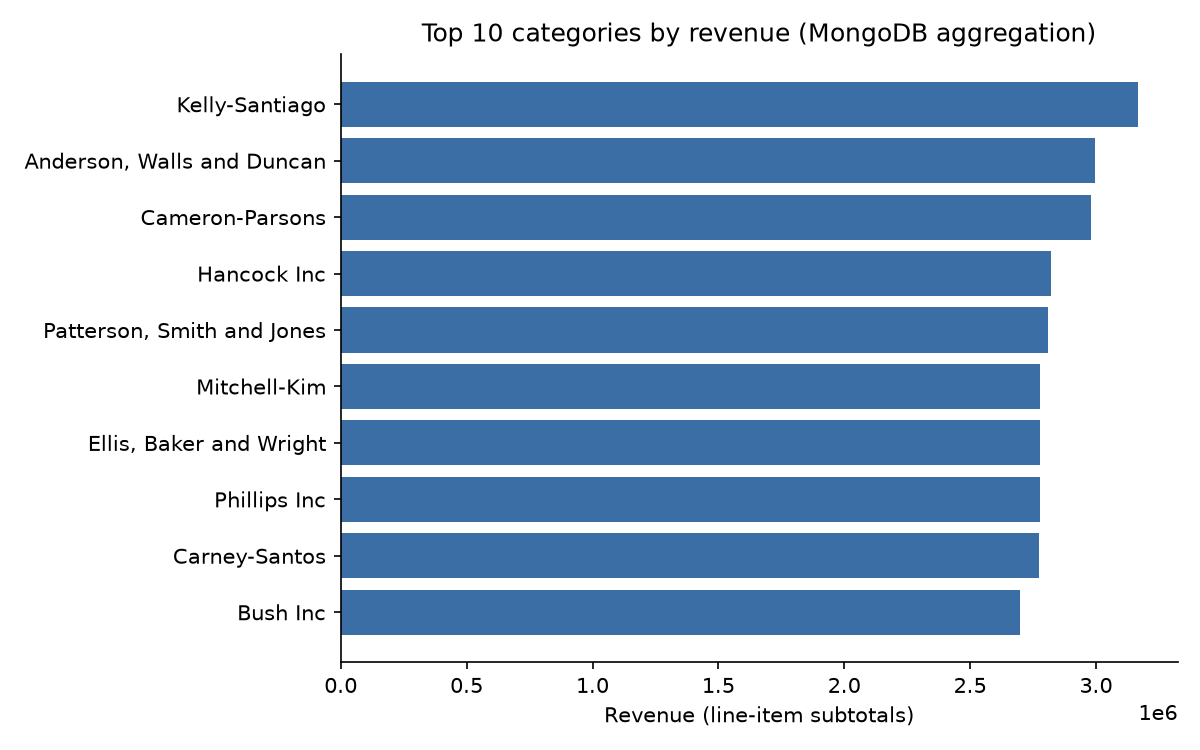 Top 10 categories by revenue (MongoDB aggregation)
Kelly-Santiago
Anderson, Walls and Duncan
Cameron-Parsons
Hancock Inc
Patterson, Smith and Jones
Mitchell-Kim
Ellis, Baker and Wright
Phillips Inc
Carney-Santos
Bush Inc
0.0 0.5 1.0 1.5 2.0 2.5 3.0
Revenue (line-item subtotals)
1e6